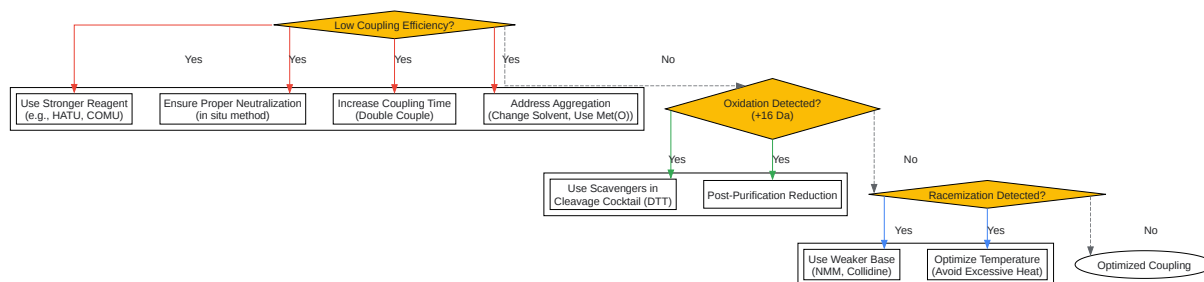 Low Coupling Efficiency?
Yes
Yes
Yes
Yes
No
Use Stronger Reagent
(e.g., HATU, COMU)
Ensure Proper Neutralization
(in situ method)
Increase Coupling Time
(Double Couple)
Address Aggregation
(Change Solvent, Use Met(O))
Oxidation Detected?
(+16 Da)
Yes
Yes
No
Use Scavengers in
Cleavage Cocktail (DTT)
Post-Purification Reduction
Racemization Detected?
Yes
Yes
No
Use Weaker Base
(NMM, Collidine)
Optimize Temperature
(Avoid Excessive Heat)
Optimized Coupling